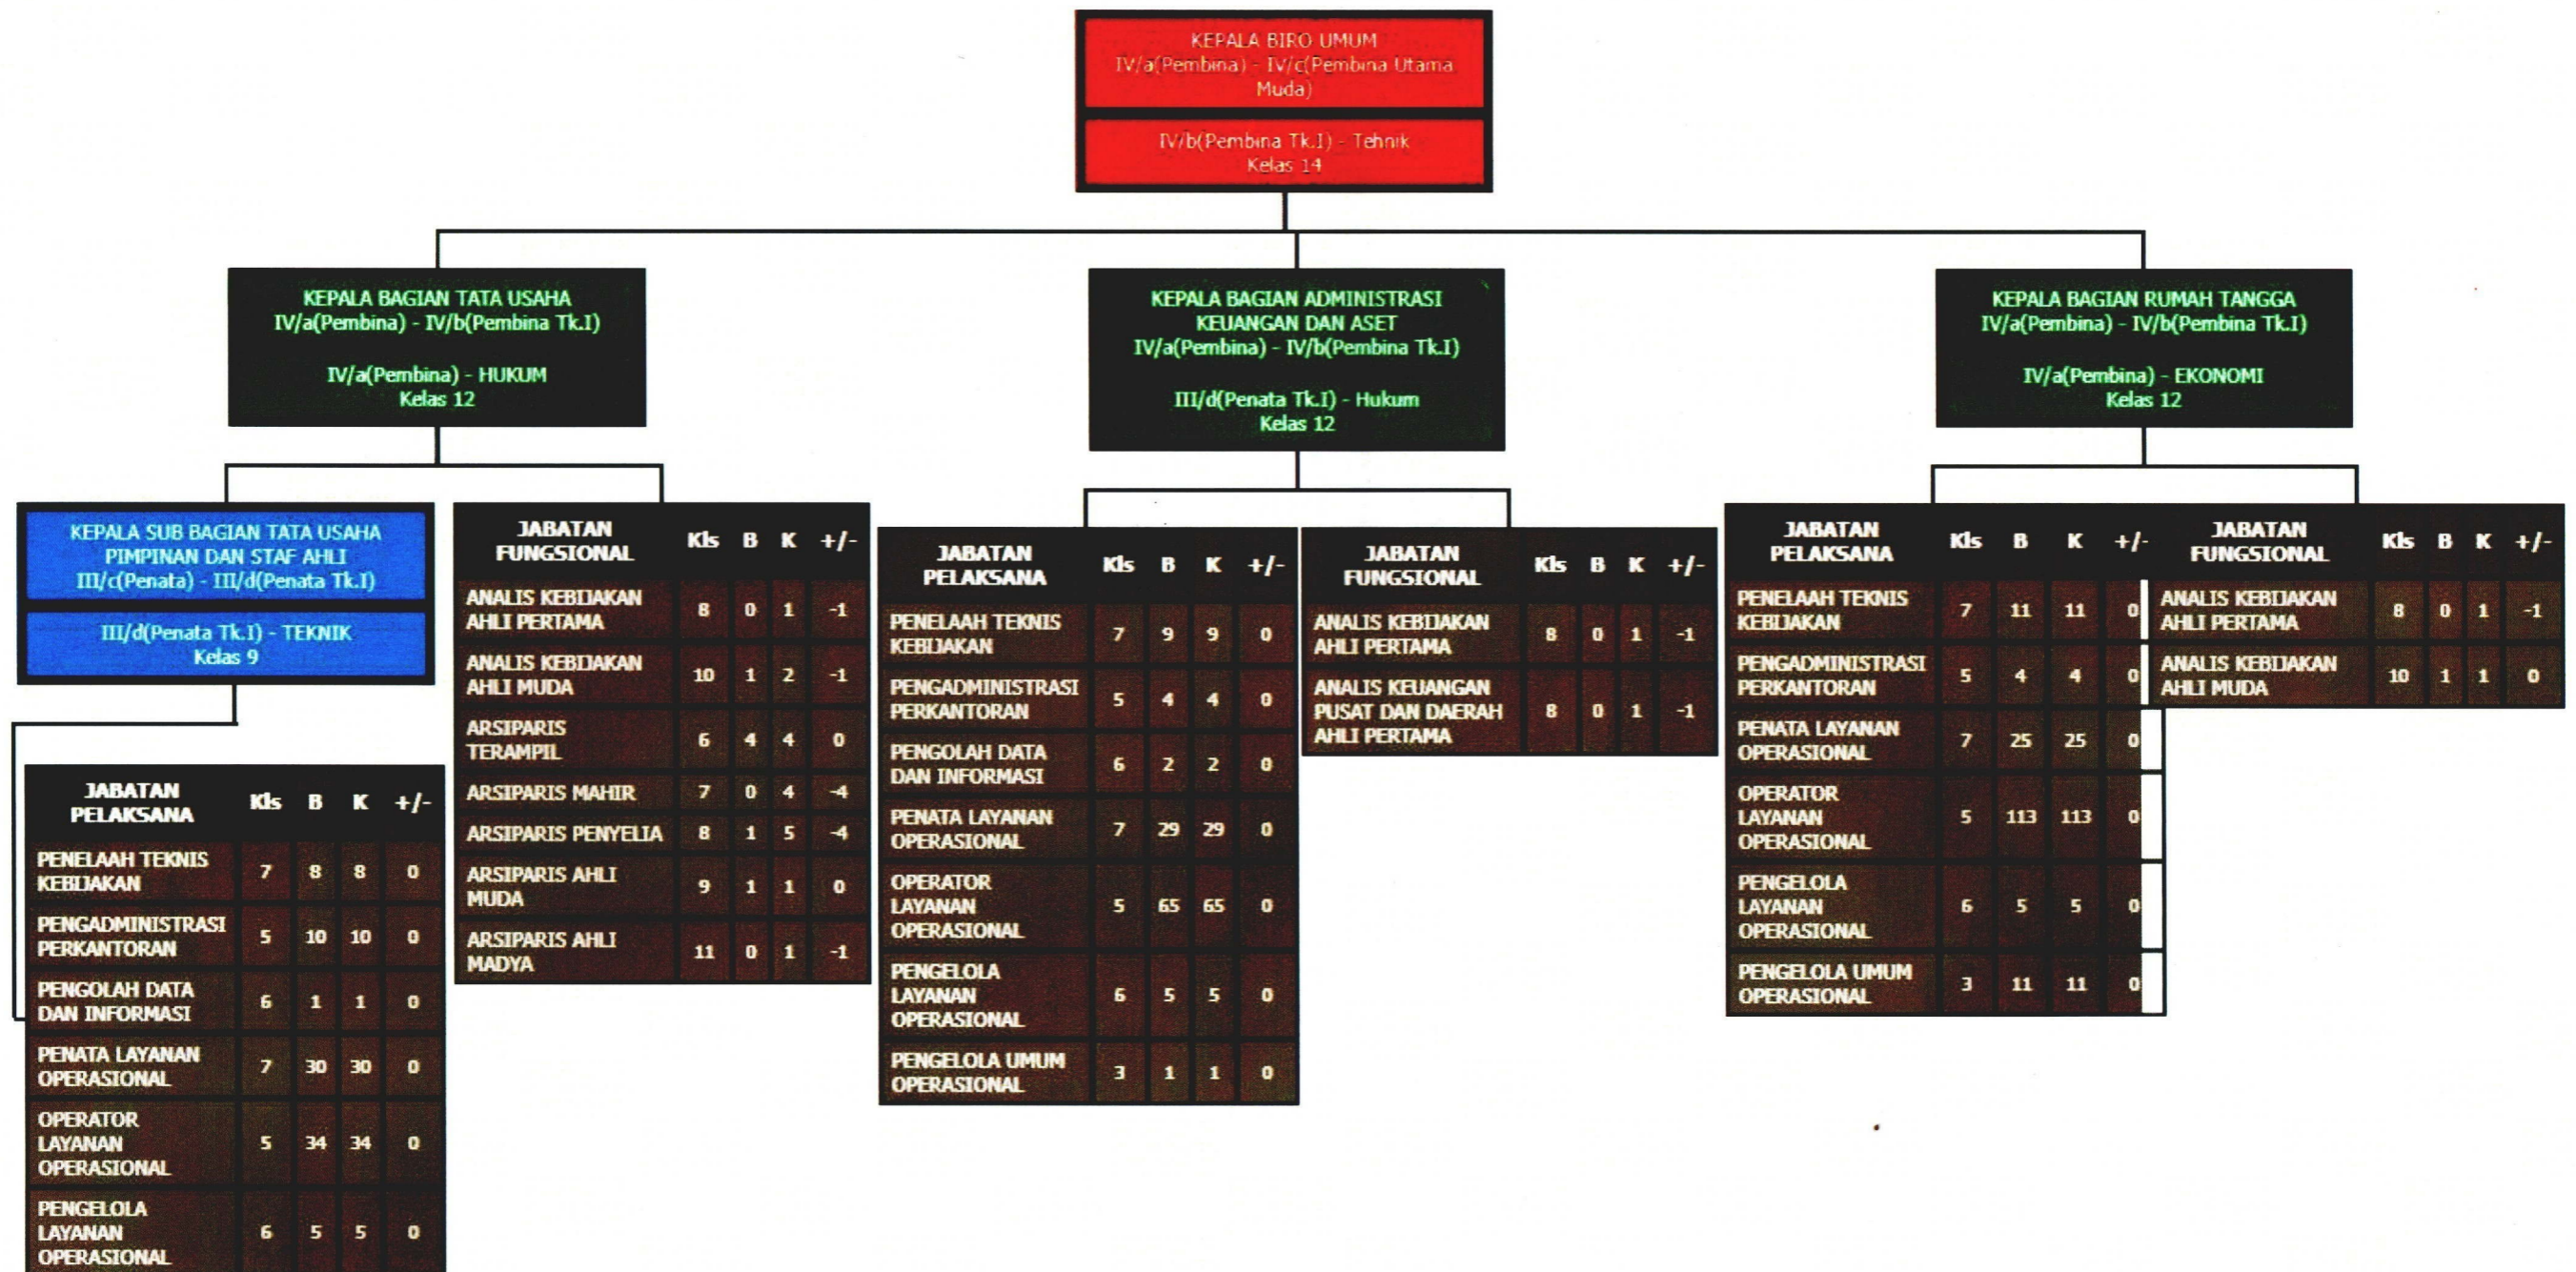 KEPALA BIRO UMUM
IV/a(Pembina) - IV/c(Pembina Utama
Muda)
IV/b(Pembina Tk.I) - Tehnik
Kelas 14
KEPALA BAGIAN TATA USAHA
IV/a(Pembina) - IV/b(Pembina Tk.I)
IV/a(Pembina) - HUKUM
Kelas 12
KEPALA BAGIAN ADMINISTRASI
KEUANGAN DAN ASET
IV/a(Pembina) - IV/b(Pembina Tk.I)
III/d(Penata Tk.I) - Hukum
Kelas 12
KEPALA BAGIAN RUMAH TANGGA
IV/a(Pembina) - IV/b(Pembina Tk.I)
IV/a(Pembina) - EKONOMI
Kelas 12
KEPALA SUB BAGIAN TATA USAHA
PIMPINAN DAN STAF AHLI
III/c(Penata) - III/d(Penata Tk.I)
III/d(Penata Tk.I) - TEKNIK
Kelas 9
JABATAN
PELAKSANA Kls B K +/-
PENELAAH TEKNIS
KEBIJAKAN 7 8 8 0
PENGADMINISTRASI
PERKANTORAN 5 10 10 0
PENGOLAH DATA
DAN INFORMASI 6 1 1 0
PENATA LAYANAN
OPERASIONAL 7 30 30 0
OPERATOR
LAYANAN 5 34 34 0
OPERASIONAL
PENGELOLA
LAYANAN 6 5 5 0
OPERASIONAL
JABATAN
FUNGSIONAL Kls B K +/-
ANALIS KEBIJAKAN
AHLI PERTAMA 8 0 1 -1
ANALIS KEBIJAKAN
AHLI MUDA 10 1 2 -1
ARSIPARIS
TERAMPIL 6 4 4 0
ARSIPARIS MAHIR 7 0 4 -4
ARSIPARIS PENYELIA 8 1 5 -4
ARSIPARIS AHLI
MUDA 9 1 1 0
ARSIPARIS AHLI
MADYA 11 0 1 -1
JABATAN
PELAKSANA Kls B K +/-
PENELAAH TEKNIS
KEBIJAKAN 7 9 9 0
PENGADMINISTRASI
PERKANTORAN 5 4 4 0
PENGOLAH DATA
DAN INFORMASI 6 2 2 0
PENATA LAYANAN
OPERASIONAL 7 29 29 0
OPERATOR
LAYANAN 5 65 65 0
OPERASIONAL
PENGELOLA
LAYANAN 6 5 5 0
OPERASIONAL
PENGELOLA UMUM
OPERASIONAL 3 1 1 0
JABATAN
FUNGSIONAL Kls B K +/-
ANALIS KEBIJAKAN
AHLI PERTAMA 8 0 1 -1
ANALIS KEUANGAN
PUSAT DAN DAERAH 8 0 1 -1
AHLI PERTAMA
JABATAN
PELAKSANA Kls B K +/-
PENELAAH TEKNIS
KEBIJAKAN 7 11 11 0
PENGADMINISTRASI
PERKANTORAN 5 4 4 0
PENATA LAYANAN
OPERASIONAL 7 25 25 0
OPERATOR
LAYANAN 5 113 113 0
OPERASIONAL
PENGELOLA
LAYANAN 6 5 5 0
OPERASIONAL
PENGELOLA UMUM
OPERASIONAL 3 11 11 0
JABATAN
FUNGSIONAL Kls B K +/-
ANALIS KEBIJAKAN
AHLI PERTAMA 8 0 1 -1
ANALIS KEBIJAKAN
AHLI MUDA 10 1 1 0